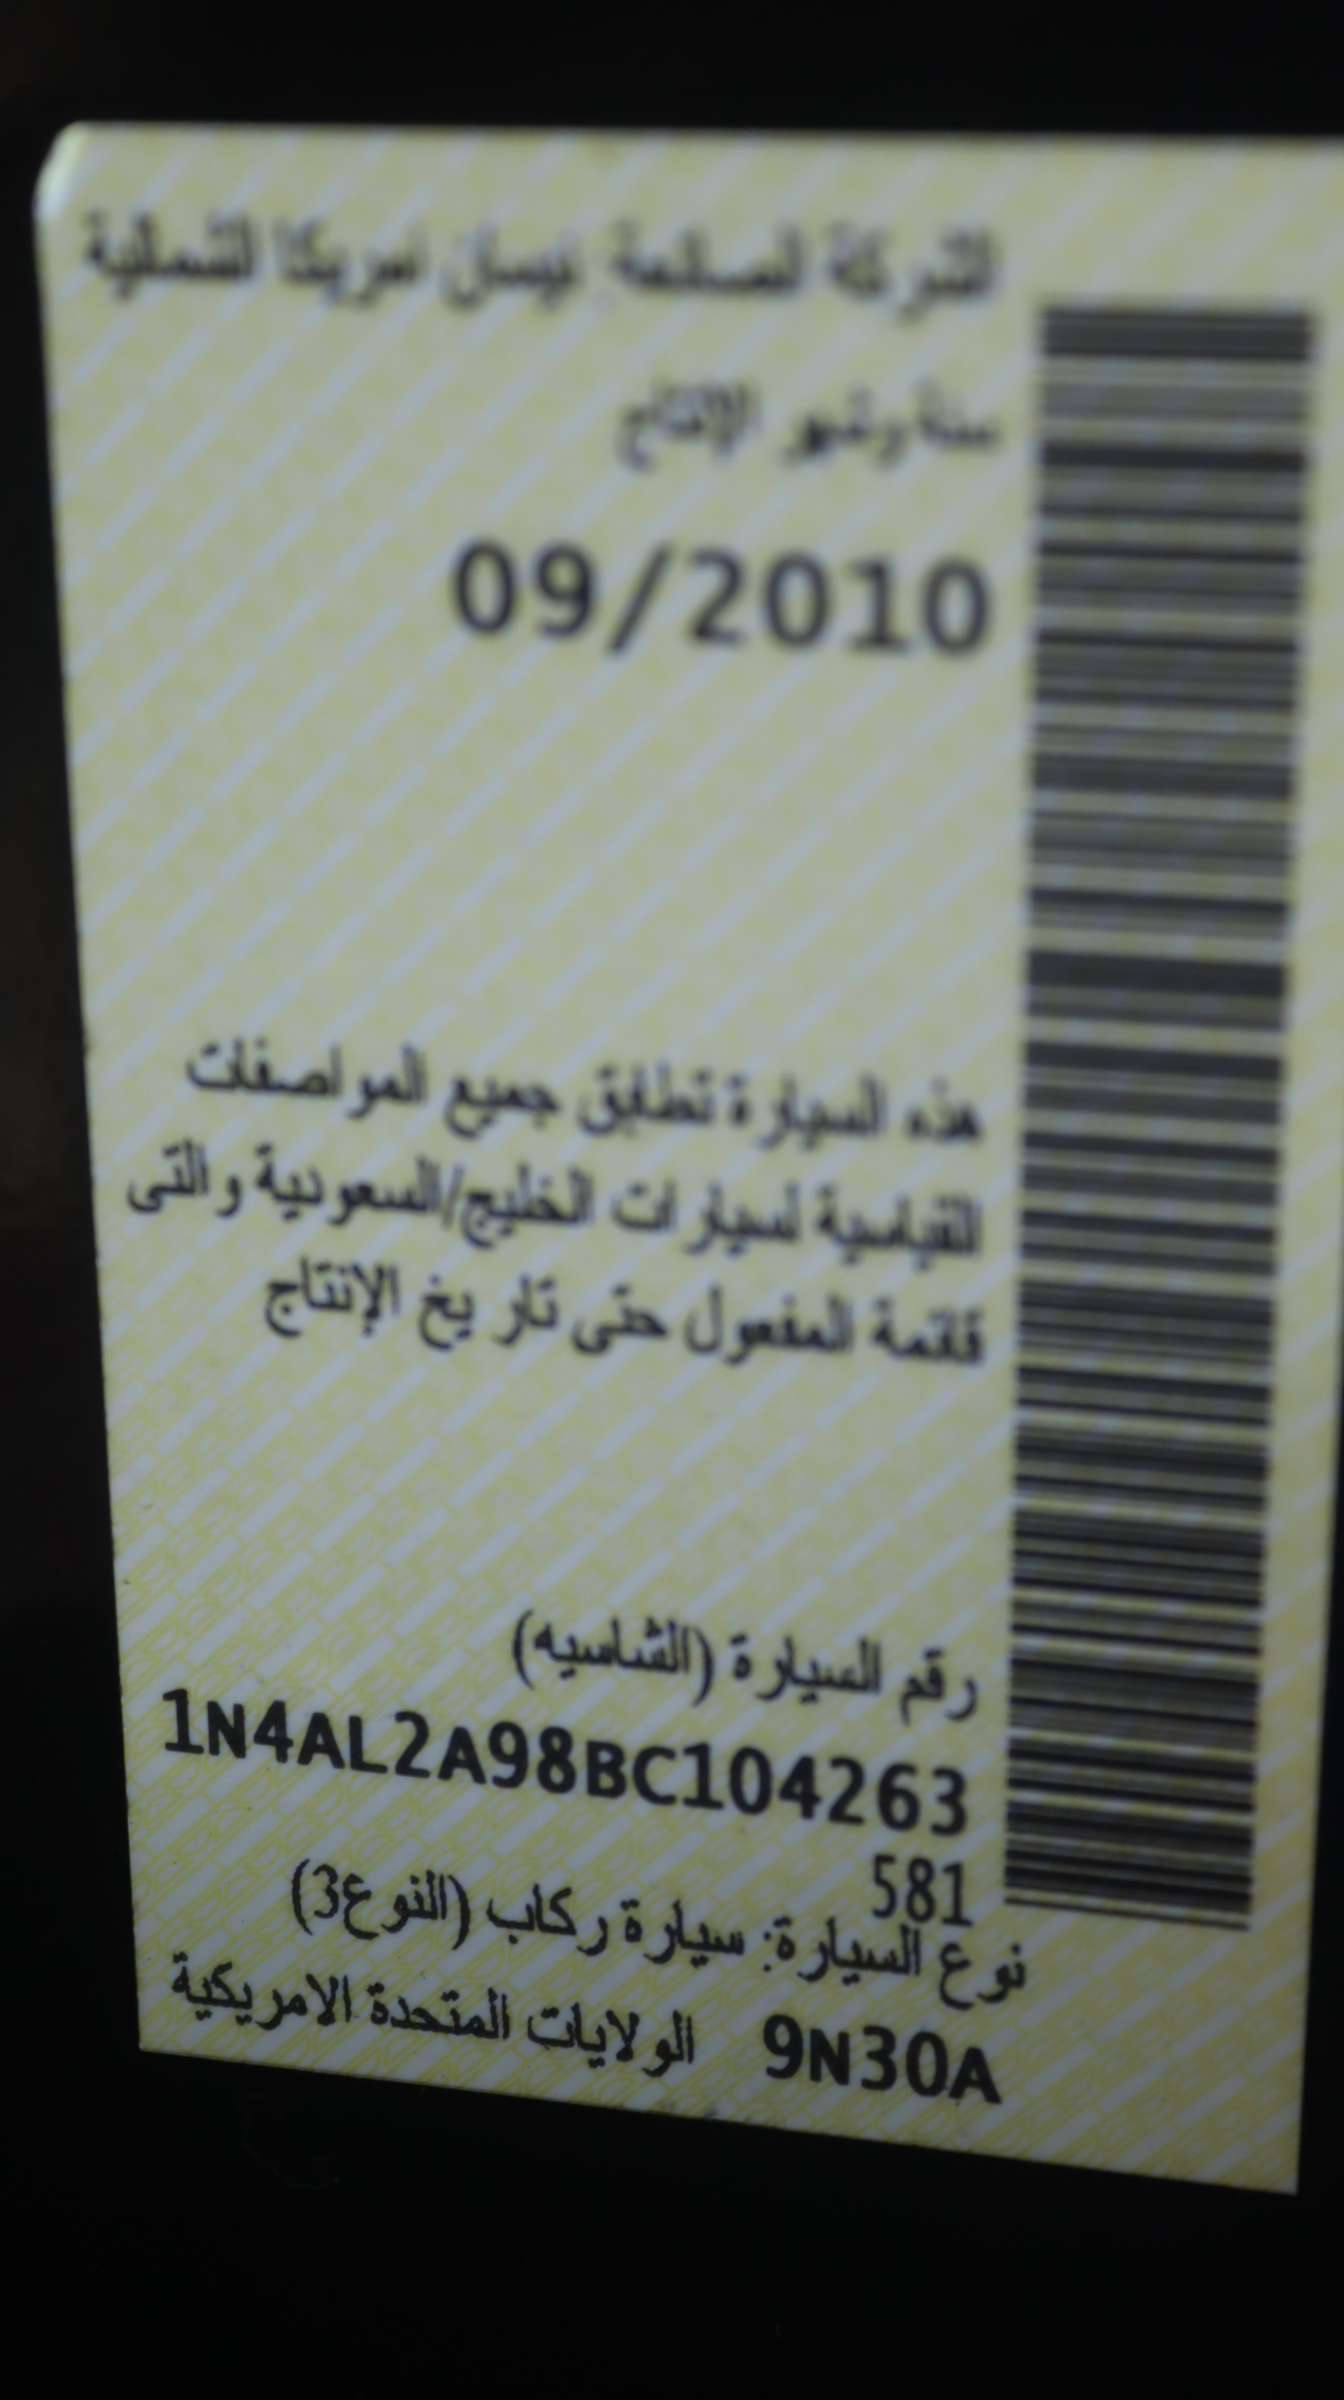 الشركة الصانعة: نيسان امريكا الشمالية
سنة وشهر الإنتاج
09/2010
هذه السيارة تطابق جميع المواصفات
القياسية لسيارات الخليج/السعودية والتى
قائمة المفعول حتى تاريخ الإنتاج
رقم السيارة (الشاسيه)
1N4AL2A98BC104263
581
نوع السيارة: سيارة ركاب (النوع3)
9N30A الولايات المتحدة الامريكية